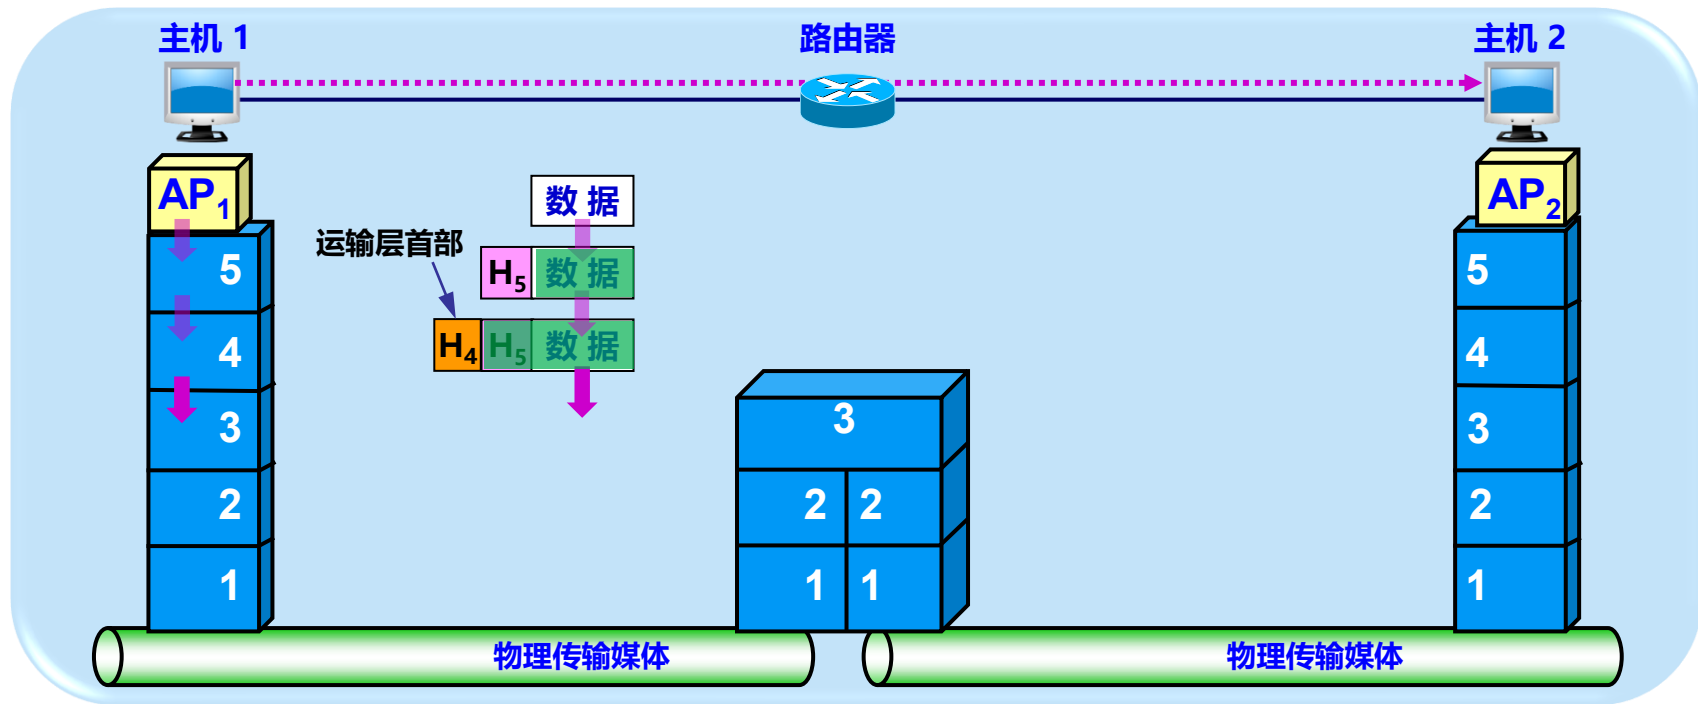 主机 1
路由器
主机 2
AP1
AP2
数 据
运输层首部
H5 数 据
H4 H5 数 据
5
4
3
2
1
3
2 2
1 1
5
4
3
2
1
物理传输媒体
物理传输媒体